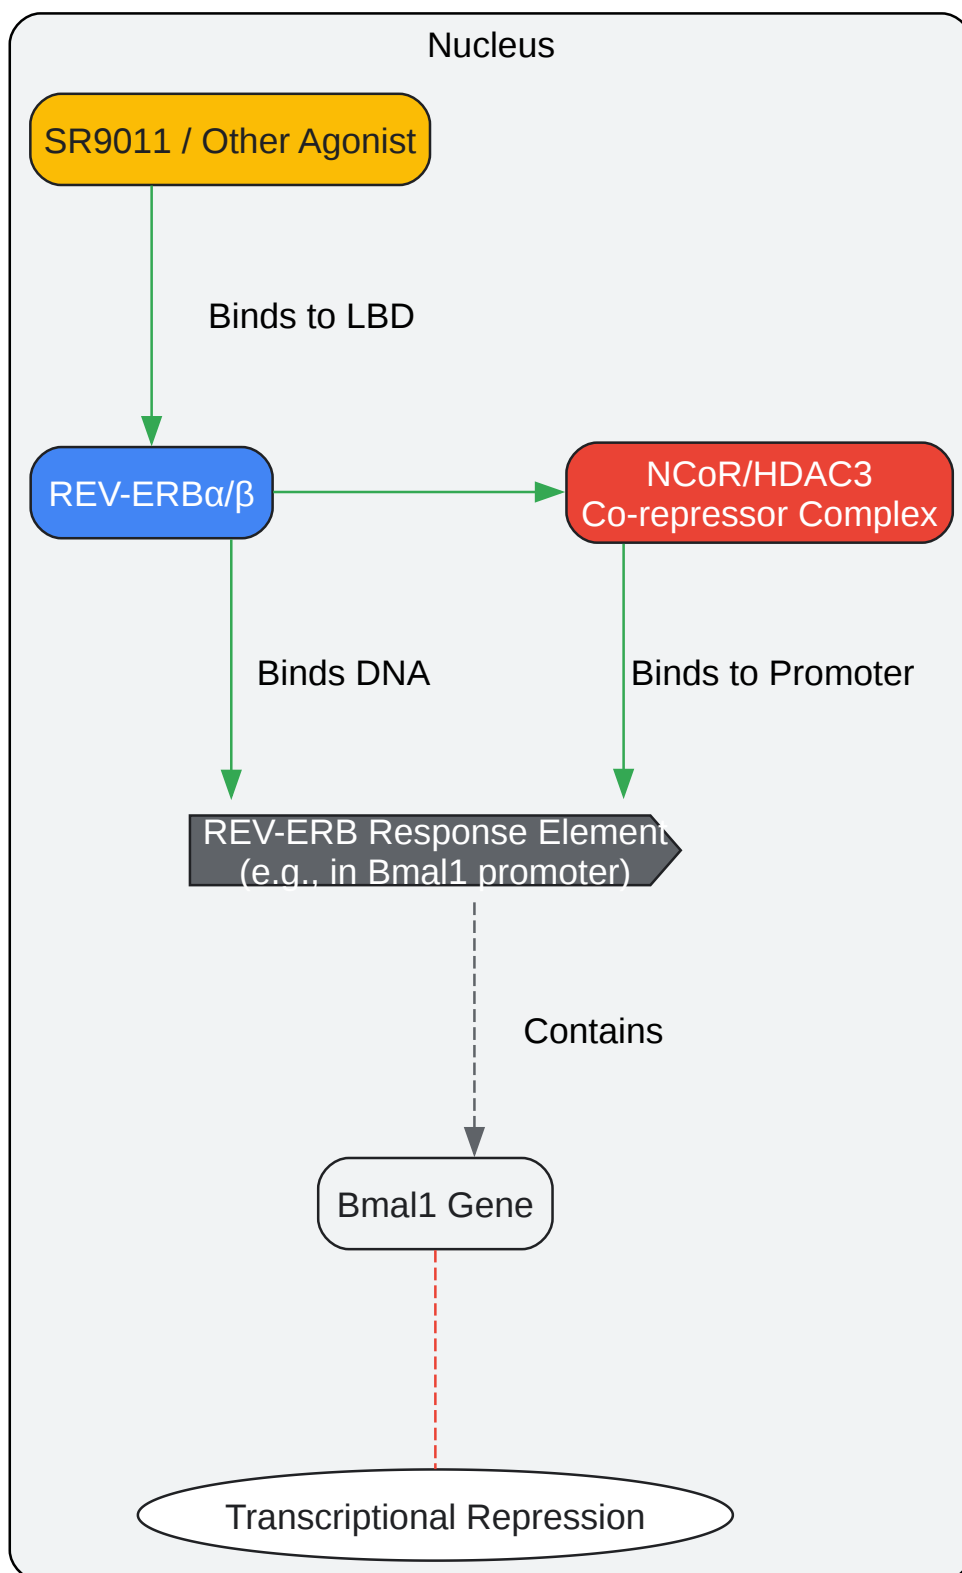 Nucleus
SR9011 / Other Agonist
Binds to LBD
REV-ERBα/β
NCoR/HDAC3
Co-repressor Complex
Binds DNA
Binds to Promoter
REV-ERB Response Element
(e.g., in Bmal1 promoter)
Contains
Bmal1 Gene
Transcriptional Repression